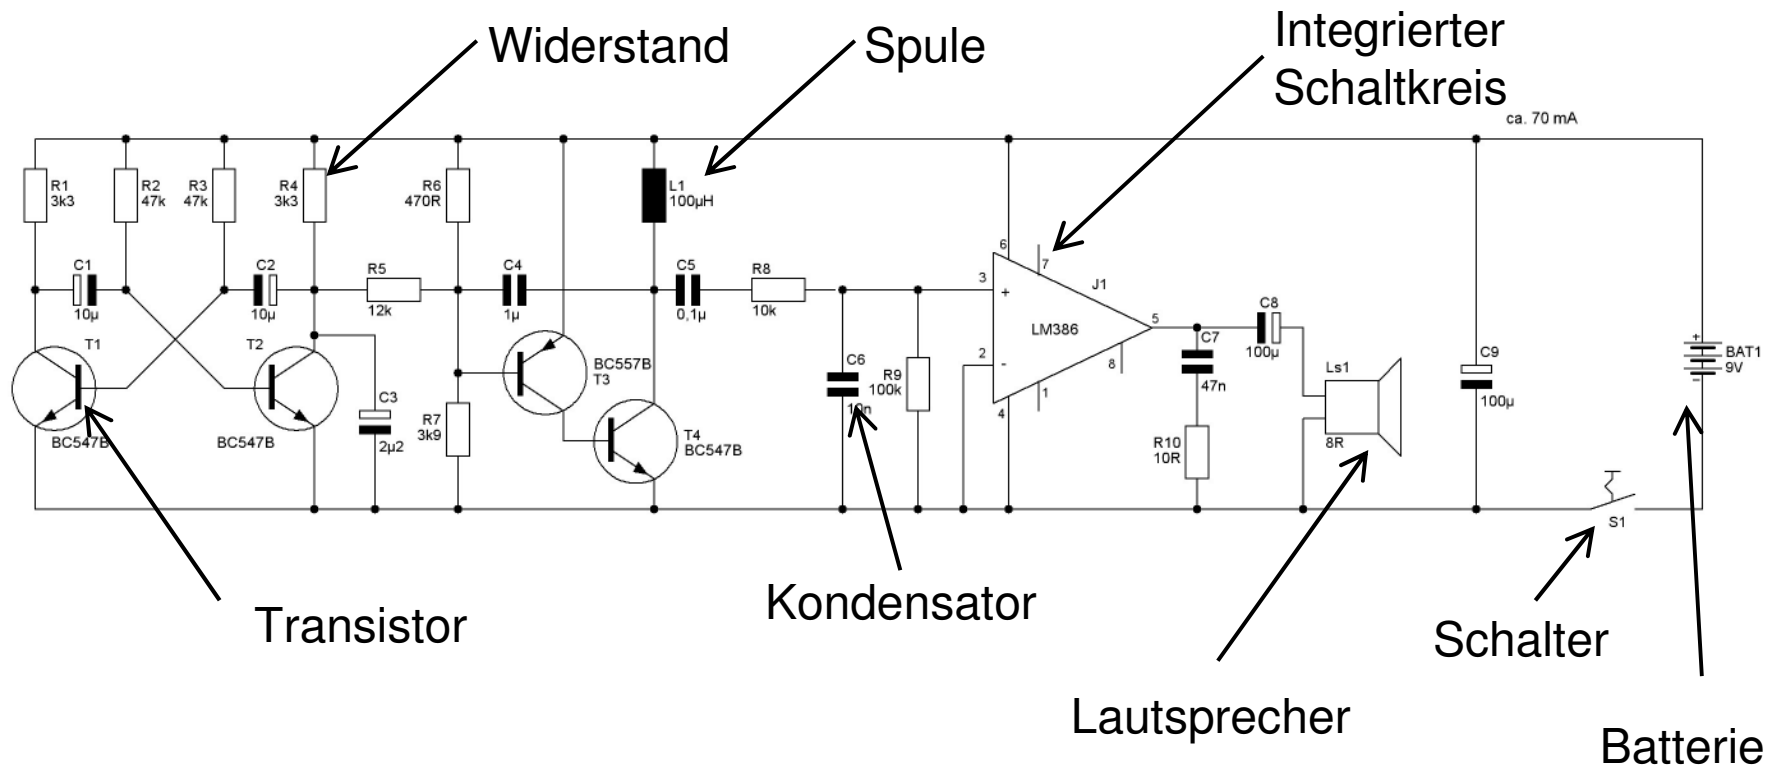 Widerstand
Spule
Integrierter
Schaltkreis
ca. 70 mA
R1
3k3
R2
47k
R3
47k
R4
3k3
R6
470R
L1
100µH
C1
10µ
C2
10µ
R5
12k
C4
1µ
C5
0,1µ
R8
10k
6
7
3
+
J1
LM386
5
2
-
8
4
1
T1
BC547B
T2
BC547B
C3
2µ2
R7
3k9
BC557B
T3
T4
BC547B
C6
10n
R9
100k
C7
47n
C8
100µ
R10
10R
Ls1
8R
C9
100µ
+
BAT1
9V
-
S1
Transistor
Kondensator
Lautsprecher
Schalter
Batterie